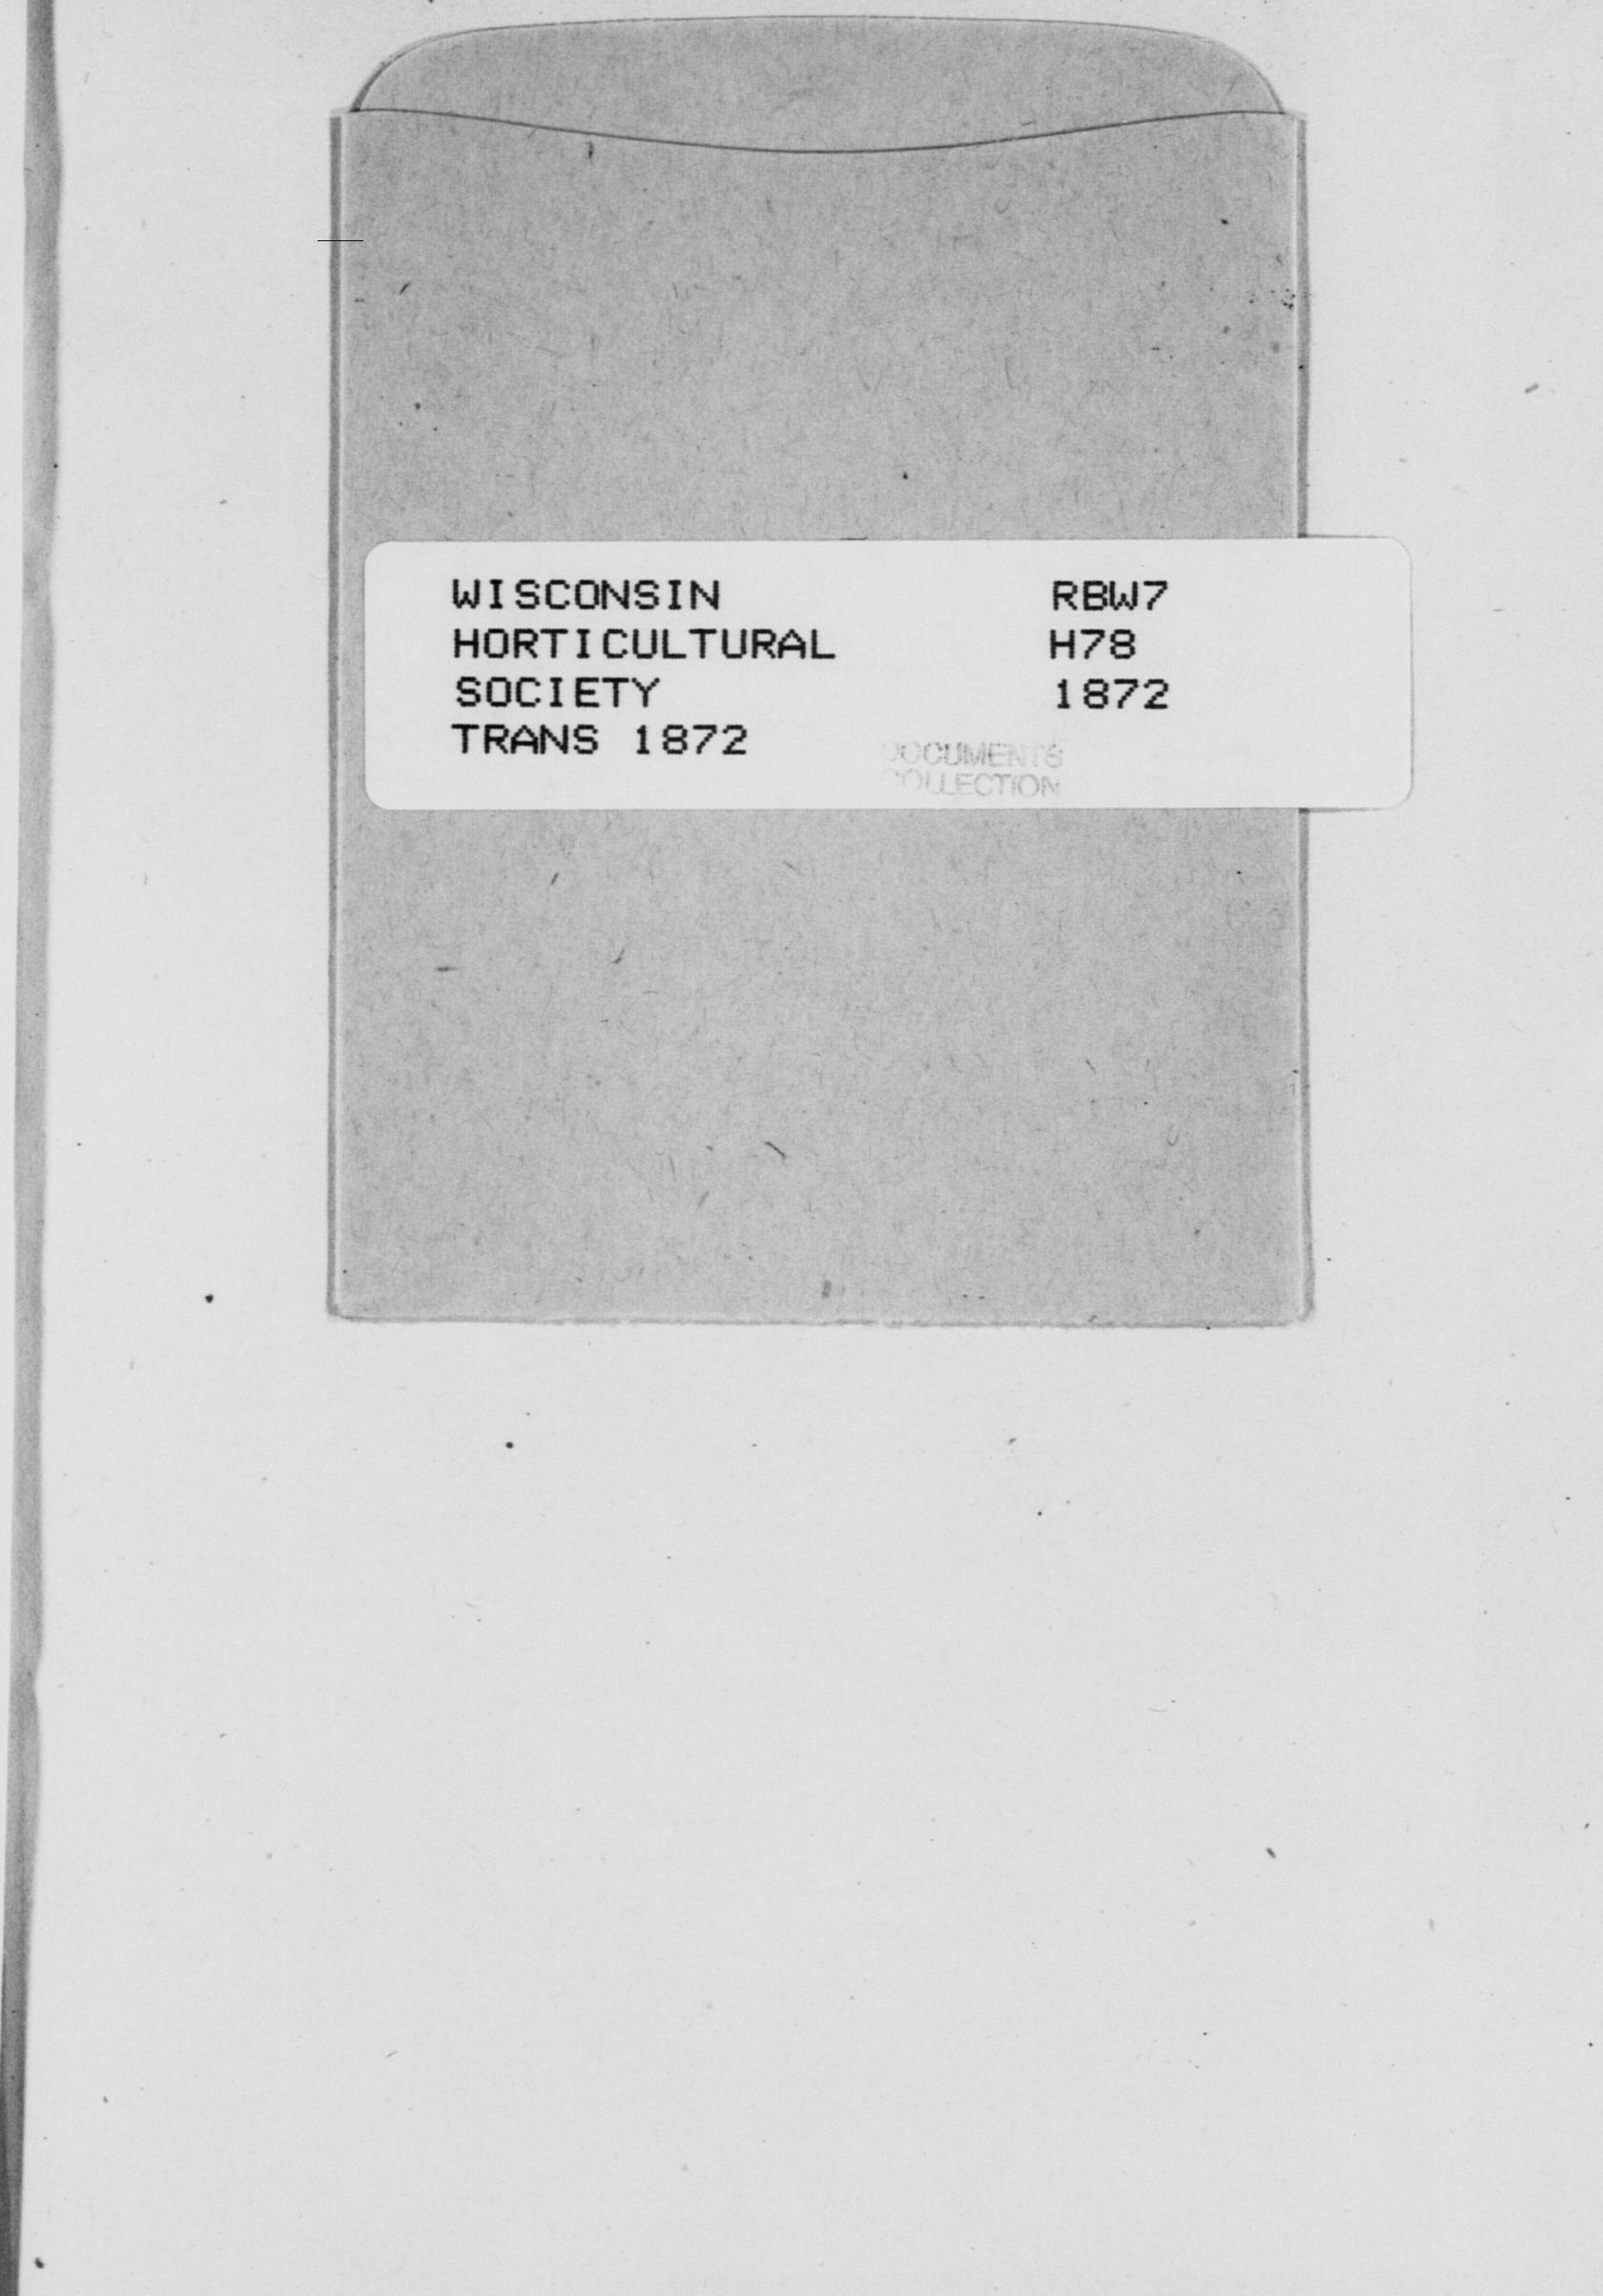 WISCONSIN RBW7
HORTICULTURAL H78
SOCIETY 1872
TRANS 1872
DOCUMENTS
COLLECTION